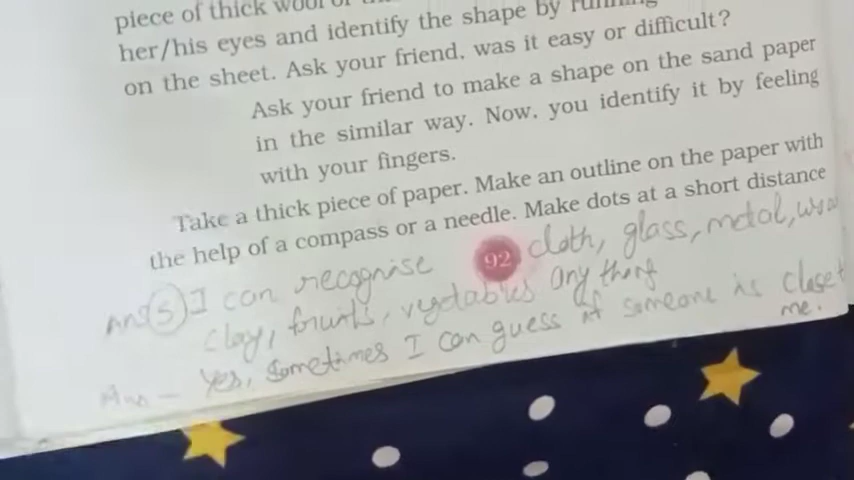 piece of thick wool or
her/his eyes and identify the shape by running
on the sheet. Ask your friend, was it easy or difficult?
Ask your friend to make a shape on the sand paper
in the similar way. Now, you identify it by feeling
with your fingers.
Take a thick piece of paper. Make an outline on the paper with
the help of a compass or a needle. Make dots at a short distance
92
Ans (5) I can recognise cloth, glass, metal,
clay, fruits, vegetables any thing
Ans - Yes, sometimes I can guess if someone is closer
me.